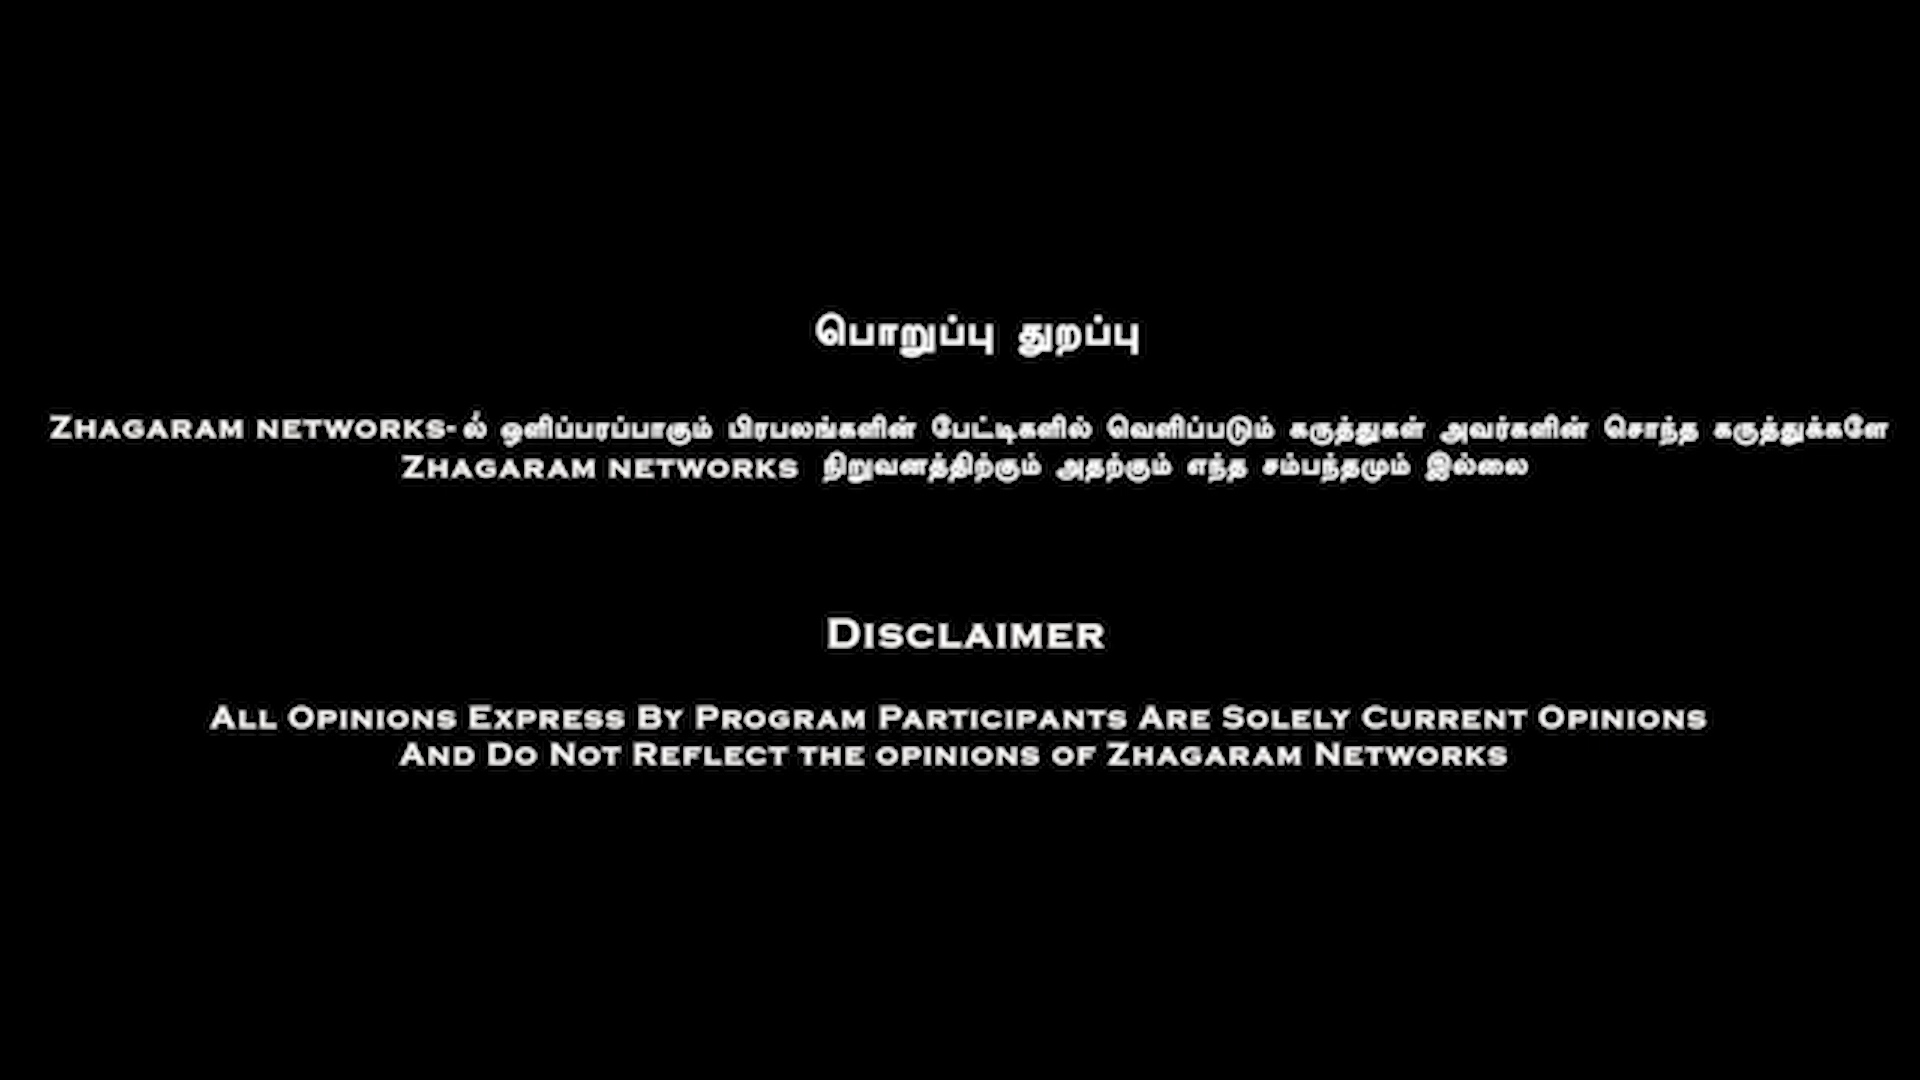 பொறுப்பு துறப்பு
ZHAGARAM NETWORKS-ல் ஒளிப்பரப்பாகும் பிரபலங்களின் பேட்டிகளில் வெளிப்படும் கருத்துகள் அவர்களின் சொந்த கருத்துக்களே
ZHAGARAM NETWORKS நிறுவனத்திற்கும் அதற்கும் எந்த சம்பந்தமும் இல்லை
DISCLAIMER
ALL OPINIONS EXPRESS BY PROGRAM PARTICIPANTS ARE SOLELY CURRENT OPINIONS
AND DO NOT REFLECT THE OPINIONS OF ZHAGARAM NETWORKS